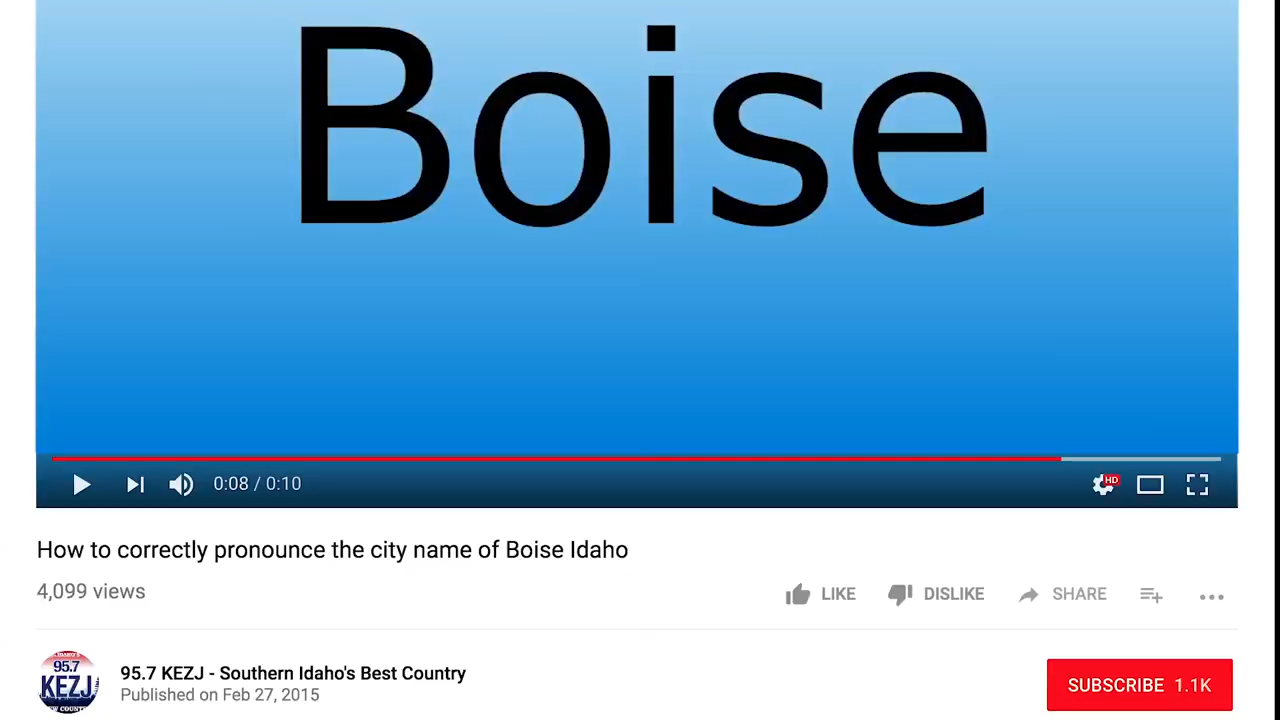 Boise
0:08 / 0:10
HD
How to correctly pronounce the city name of Boise Idaho
4,099 views
LIKE
DISLIKE
SHARE
95.7
KEZJ
95.7 KEZJ - Southern Idaho's Best Country
Published on Feb 27, 2015
SUBSCRIBE 1.1K